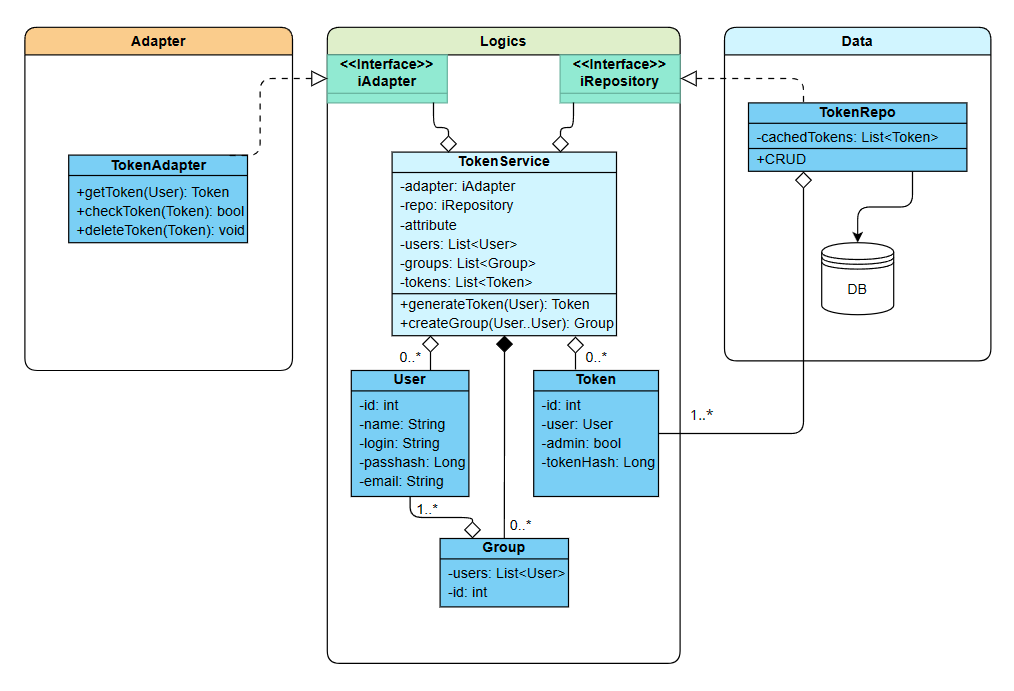 Adapter
Logics
Data
<<Interface>>
iAdapter
<<Interface>>
iRepository
TokenRepo
-cachedTokens: List<Token>
+CRUD
TokenAdapter
+getToken(User): Token
+checkToken(Token): bool
+deleteToken(Token): void
TokenService
-adapter: iAdapter
-repo: iRepository
-attribute
-users: List<User>
-groups: List<Group>
-tokens: List<Token>
+generateToken(User): Token
+createGroup(User..User): Group
DB
0..*
0..*
User
-id: int
-name: String
-login: String
-passhash: Long
-email: String
Token
-id: int
-user: User
-admin: bool
-tokenHash: Long
1..*
1..*
0..*
Group
-users: List<User>
-id: int